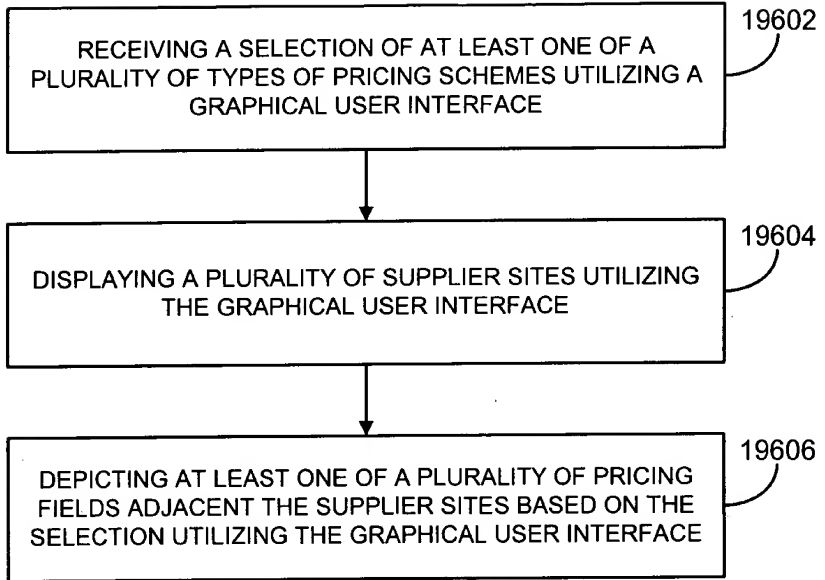 19602
RECEIVING A SELECTION OF AT LEAST ONE OF A
PLURALITY OF TYPES OF PRICING SCHEMES UTILIZING A
GRAPHICAL USER INTERFACE
19604
DISPLAYING A PLURALITY OF SUPPLIER SITES UTILIZING
THE GRAPHICAL USER INTERFACE
19606
DEPICTING AT LEAST ONE OF A PLURALITY OF PRICING
FIELDS ADJACENT THE SUPPLIER SITES BASED ON THE
SELECTION UTILIZING THE GRAPHICAL USER INTERFACE